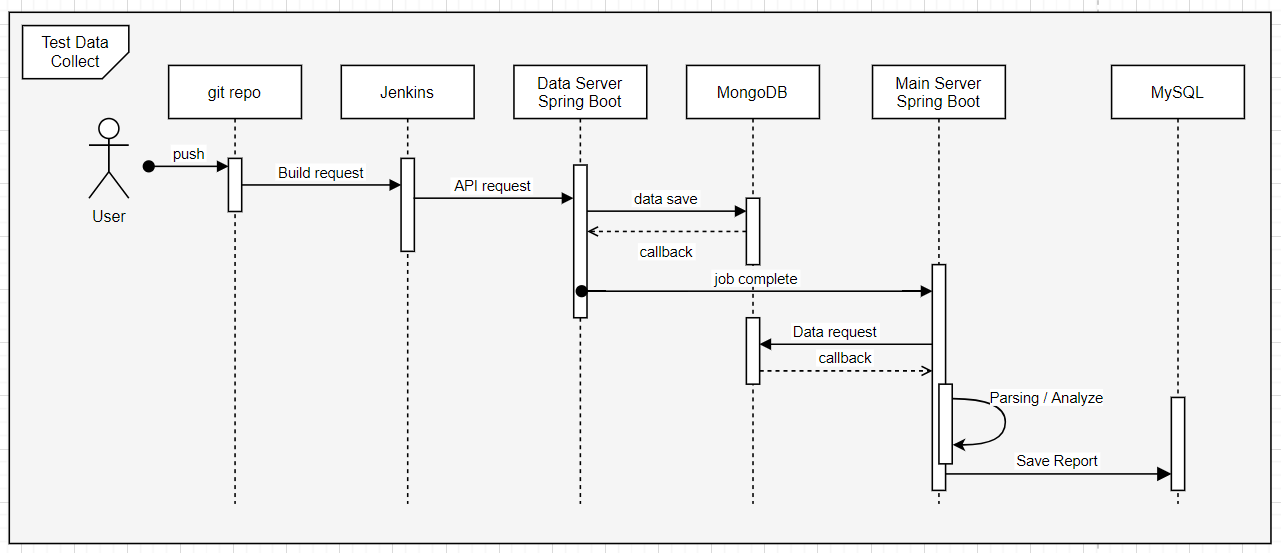 Test Data
Collect
git repo
Jenkins
Data Server
Spring Boot
MongoDB
Main Server
Spring Boot
MySQL
User
push
Build request
API request
data save
callback
job complete
Data request
callback
Parsing / Analyze
Save Report